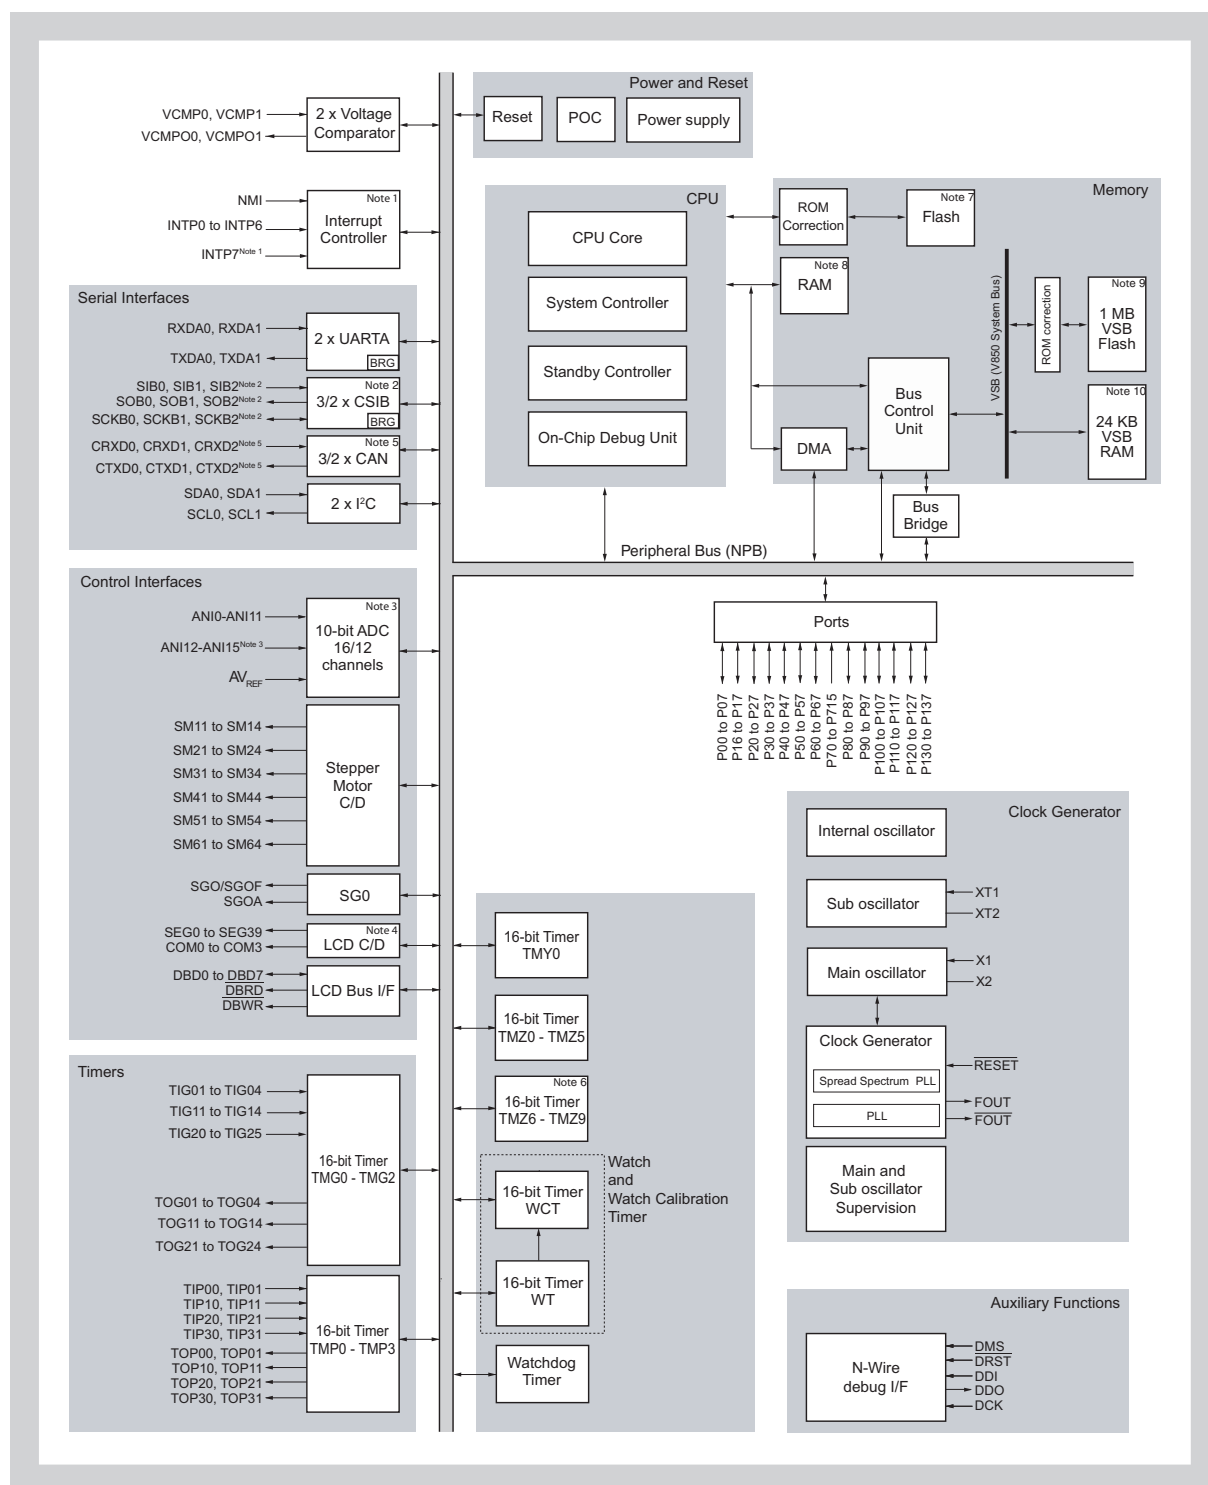 Power and Reset
Reset
POC
Power supply
VCMP0, VCMP1
VCMPO0, VCMPO1
2 x Voltage
Comparator
NMI
INTP0 to INTP6
INTP7Note 1
Note 1
Interrupt
Controller
Serial Interfaces
RXDA0, RXDA1
TXDA0, TXDA1
2 x UARTA
BRG
SIB0, SIB1, SIB2Note 2
SOB0, SOB1, SOB2Note 2
SCKB0, SCKB1, SCKB2Note 2
Note 2
3/2 x CSIB
BRG
CRXD0, CRXD1, CRXD2Note 5
CTXD0, CTXD1, CTXD2Note 5
Note 5
3/2 x CAN
SDA0, SDA1
SCL0, SCL1
2 x I²C
CPU
CPU Core
System Controller
Standby Controller
On-Chip Debug Unit
Memory
ROM
Correction
Note 7
Flash
Note 8
RAM
VSB (V850 System Bus)
ROM correction
Note 9
1 MB
VSB
Flash
Note 10
24 KB
VSB
RAM
Bus
Control
Unit
DMA
Bus
Bridge
Peripheral Bus (NPB)
Control Interfaces
ANI0-ANI11
ANI12-ANI15Note 3
AVREF
Note 3
10-bit ADC
16/12
channels
SM11 to SM14
SM21 to SM24
SM31 to SM34
SM41 to SM44
SM51 to SM54
SM61 to SM64
Stepper
Motor
C/D
SGO/SGOF
SGOA
SG0
SEG0 to SEG39
COM0 to COM3
Note 4
LCD C/D
DBD0 to DBD7
DBRD
DBWR
LCD Bus I/F
Ports
P00 to P07
P16 to P17
P20 to P27
P30 to P37
P40 to P47
P50 to P57
P60 to P67
P70 to P715
P80 to P87
P90 to P97
P100 to P107
P110 to P117
P120 to P127
P130 to P137
Timers
TIG01 to TIG04
TIG11 to TIG14
TIG20 to TIG25
TOG01 to TOG04
TOG11 to TOG14
TOG21 to TOG24
16-bit Timer
TMG0 - TMG2
TIP00, TIP01
TIP10, TIP11
TIP20, TIP21
TIP30, TIP31
TOP00, TOP01
TOP10, TOP11
TOP20, TOP21
TOP30, TOP31
16-bit Timer
TMP0 - TMP3
16-bit Timer
TMY0
16-bit Timer
TMZ0 - TMZ5
Note 6
16-bit Timer
TMZ6 - TMZ9
Watch
and
Watch Calibration
Timer
16-bit Timer
WCT
16-bit Timer
WT
Watchdog
Timer
Clock Generator
Internal oscillator
Sub oscillator
XT1
XT2
Main oscillator
X1
X2
Clock Generator
Spread Spectrum PLL
PLL
RESET
FOUT
FOUT
Main and
Sub oscillator
Supervision
Auxiliary Functions
N-Wire
debug I/F
DMS
DRST
DDI
DDO
DCK